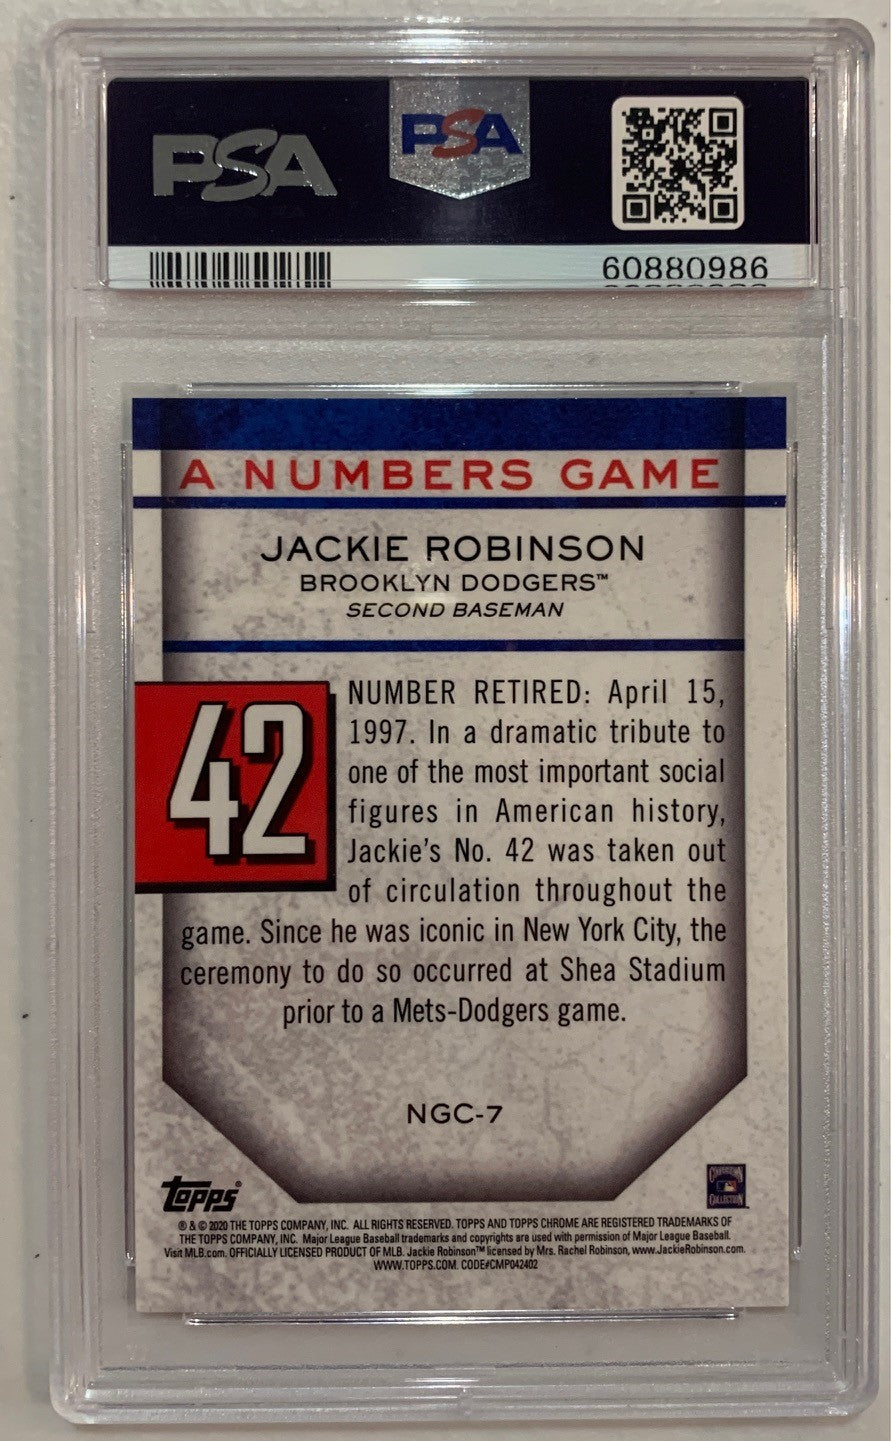 PSA
PSA
60880986
A NUMBERS GAME
JACKIE ROBINSON
BROOKLYN DODGERS™
SECOND BASEMAN
42
NUMBER RETIRED: April 15,
1997. In a dramatic tribute to
one of the most important social
figures in American history,
Jackie's No. 42 was taken out
of circulation throughout the
game. Since he was iconic in New York City, the
ceremony to do so occurred at Shea Stadium
prior to a Mets-Dodgers game.
NGC-7
Topps®
COOPERSTOWN
COLLECTION
® & © 2020 THE TOPPS COMPANY, INC. ALL RIGHTS RESERVED. TOPPS AND TOPPS CHROME ARE REGISTERED TRADEMARKS OF
THE TOPPS COMPANY, INC. Major League Baseball trademarks and copyrights are used with permission of Major League Baseball.
Visit MLB.com. OFFICIALLY LICENSED PRODUCT OF MLB. Jackie Robinson™ licensed by Mrs. Rachel Robinson, www.JackieRobinson.com.
WWW.TOPPS.COM. CODE#CMP042402